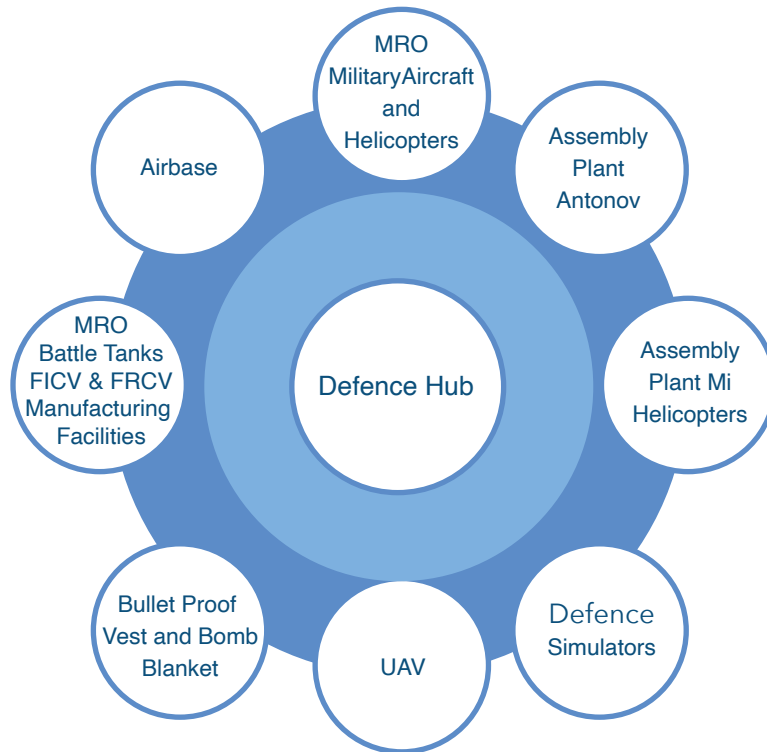 MRO
MilitaryAircraft
and
Helicopters
Assembly
Plant
Antonov
Assembly
Plant Mi
Helicopters
Defence
Simulators
UAV
Bullet Proof
Vest and Bomb
Blanket
MRO
Battle Tanks
FICV & FRCV
Manufacturing
Facilities
Airbase
Defence Hub